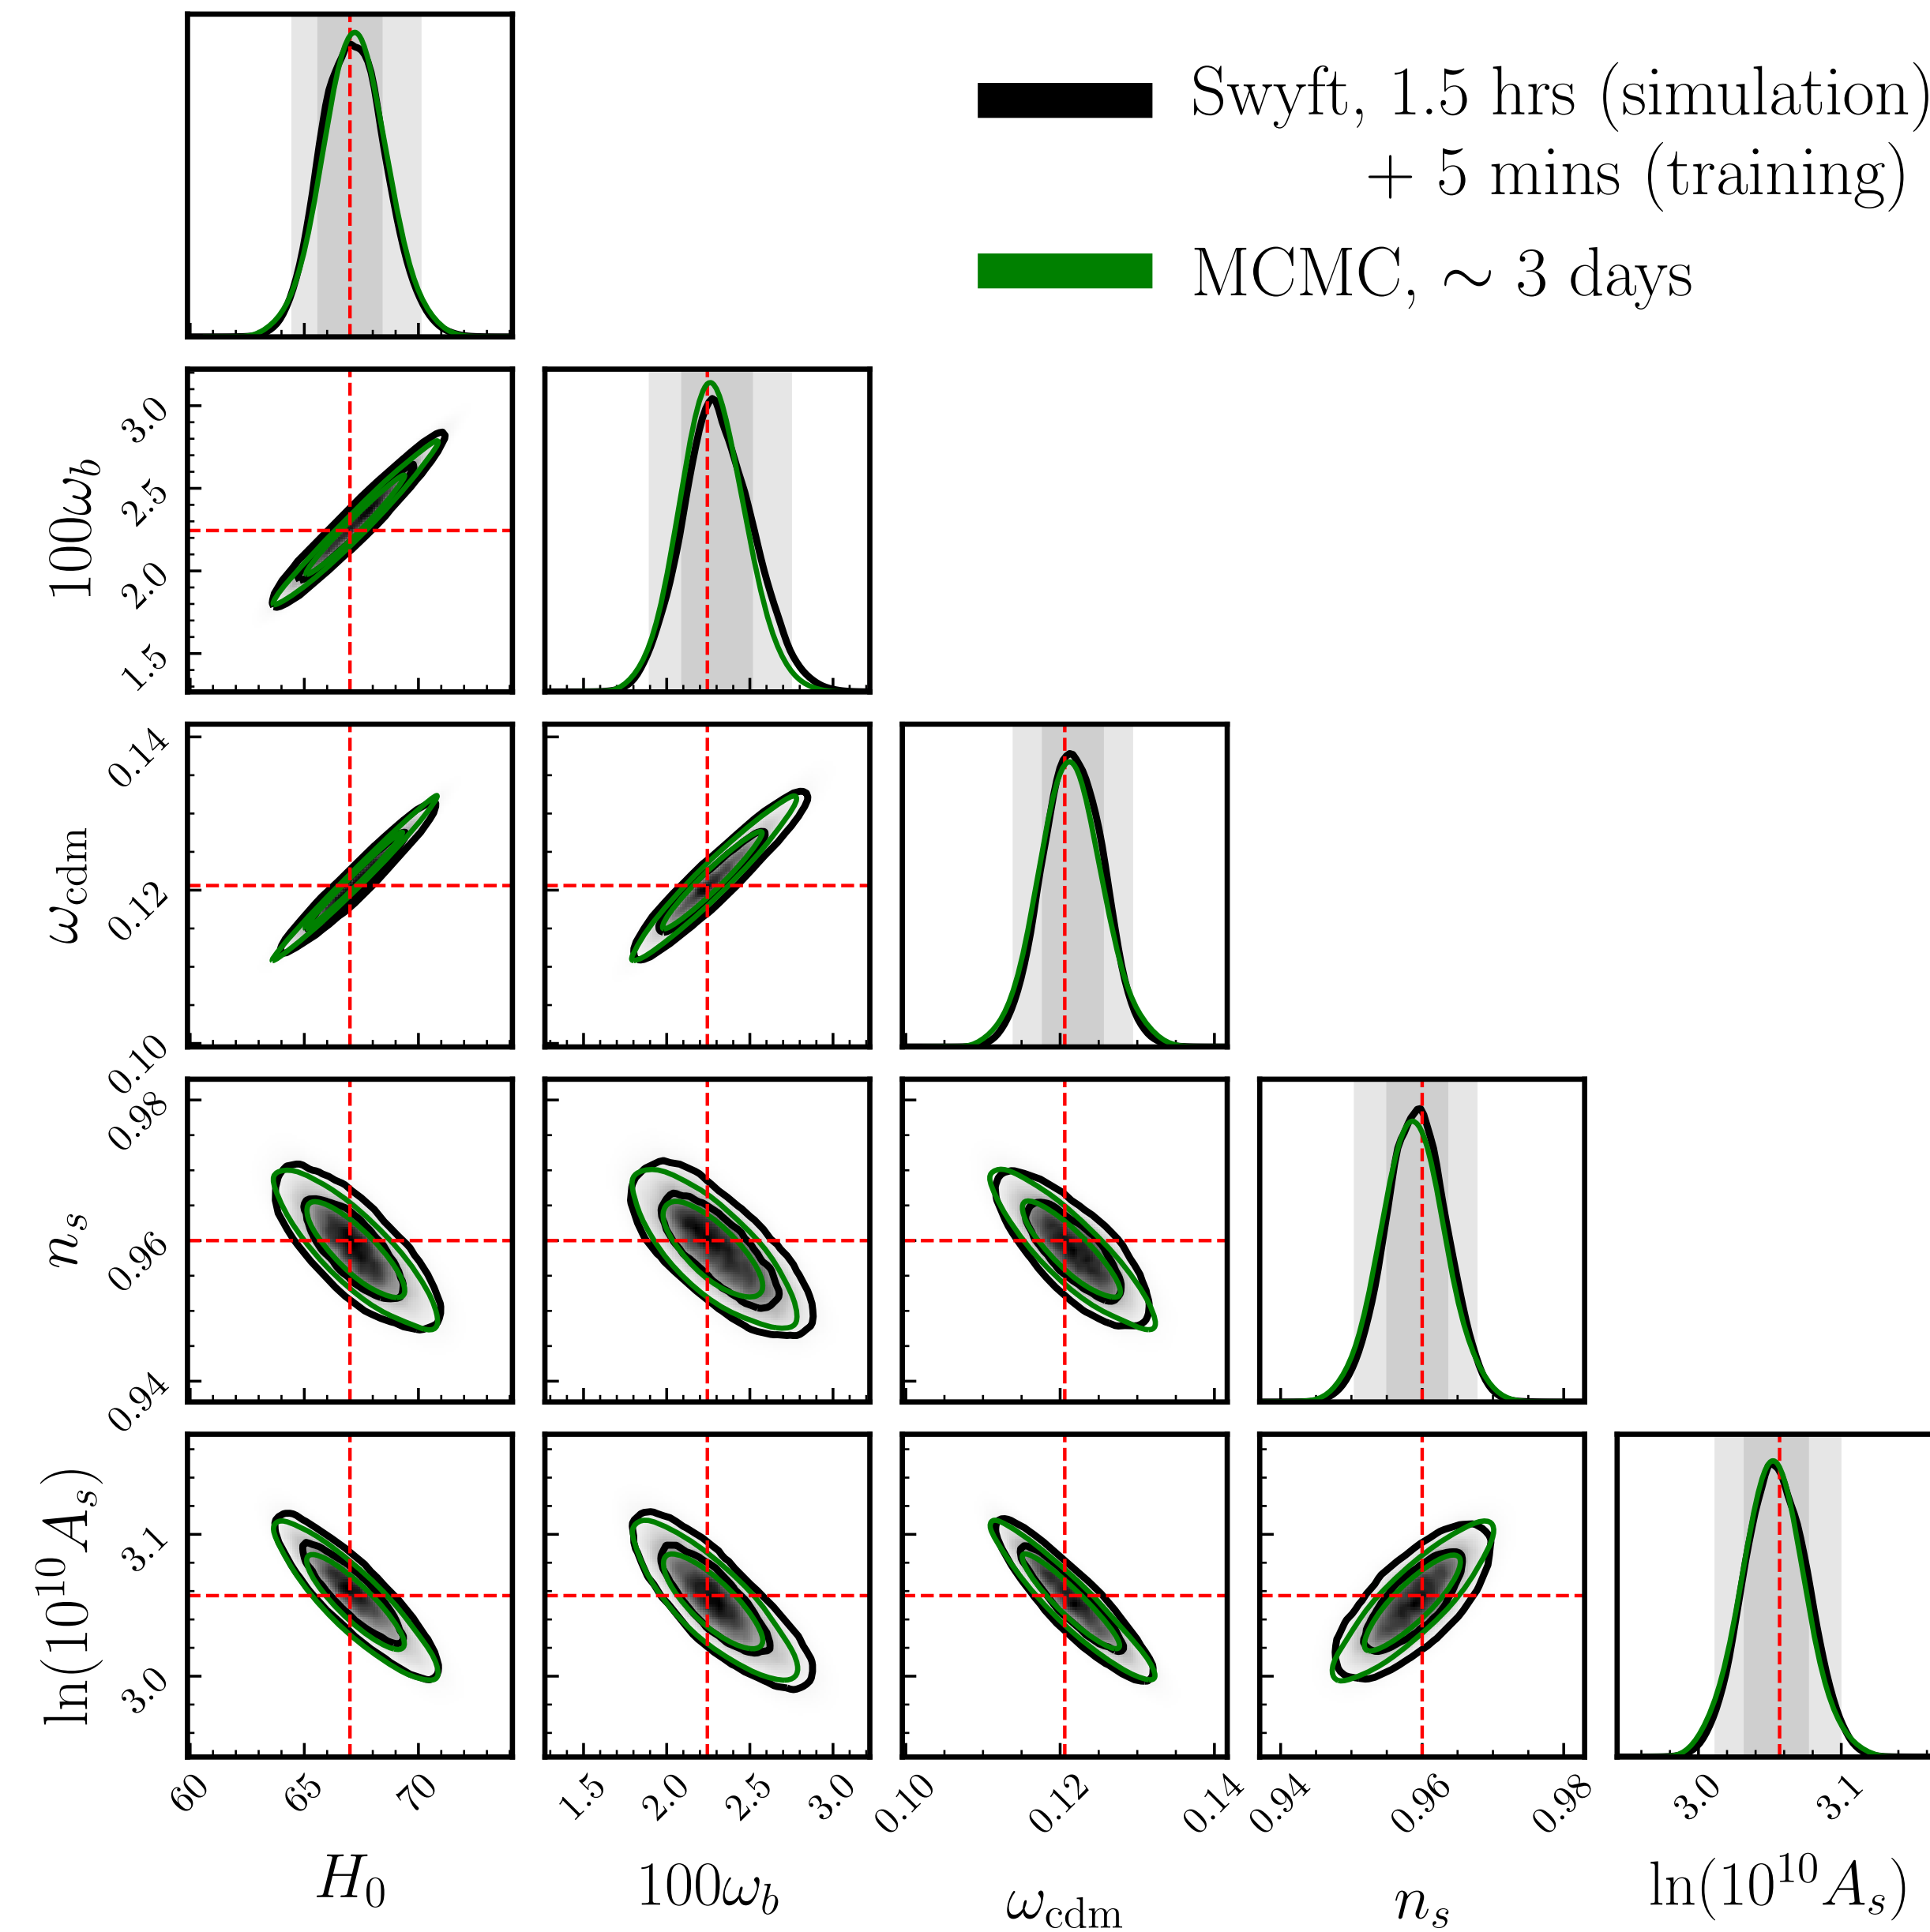 Swyft, 1.5 hrs (simulation)
+ 5 mins (training)
MCMC, ∼ 3 days
100ω_b
3.0
2.5
2.0
1.5
ω_cdm
0.14
0.12
0.10
n_s
0.98
0.96
0.94
ln(10^10 A_s)
3.1
3.0
60 65 70 1.5 2.0 2.5 3.0 0.10 0.12 0.14 0.94 0.96 0.98 3.0 3.1
H_0 100ω_b ω_cdm n_s ln(10^10 A_s)